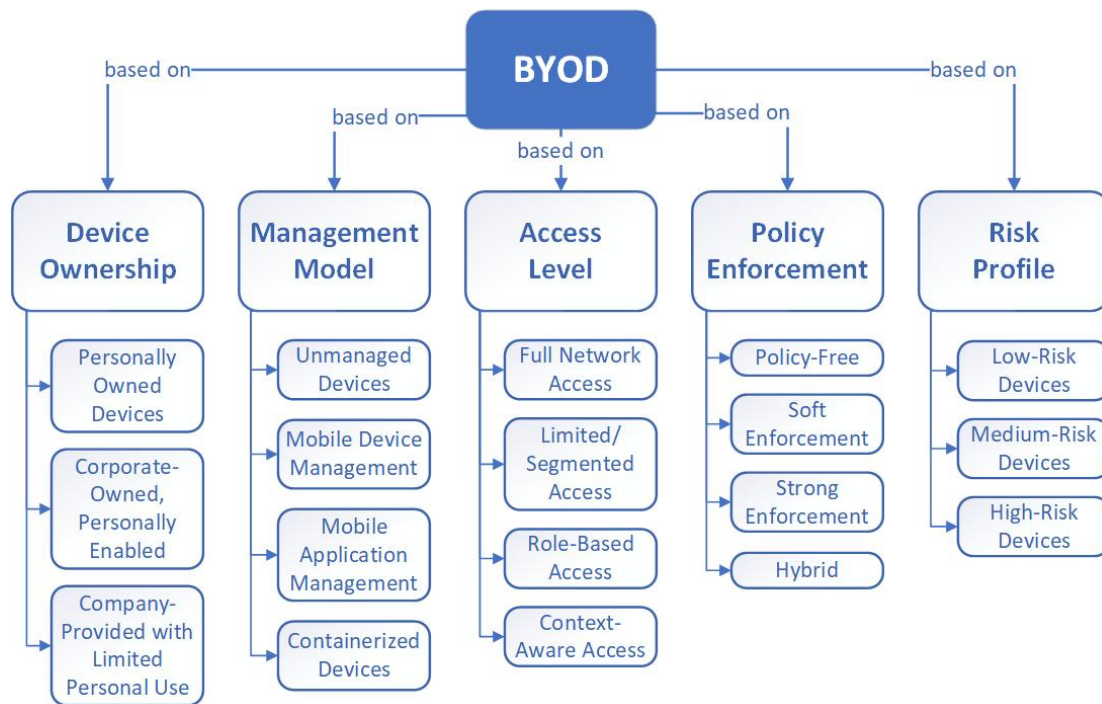 BYOD
based on
based on
based on
based on
based on
Device
Ownership
Personally
Owned
Devices
Corporate-
Owned,
Personally
Enabled
Company-
Provided with
Limited
Personal Use
Management
Model
Unmanaged
Devices
Mobile Device
Management
Mobile
Application
Management
Containerized
Devices
Access
Level
Full Network
Access
Limited/
Segmented
Access
Role-Based
Access
Context-
Aware Access
Policy
Enforcement
Policy-Free
Soft
Enforcement
Strong
Enforcement
Hybrid
Risk
Profile
Low-Risk
Devices
Medium-Risk
Devices
High-Risk
Devices